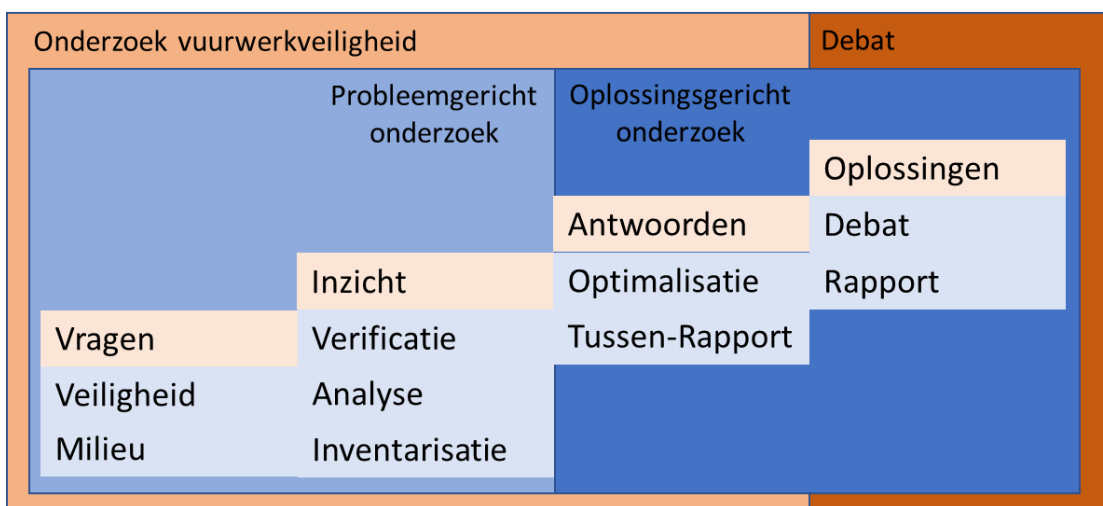 Onderzoek vuurwerkveiligheid
Debat
Probleemgericht
onderzoek
Oplossingsgericht
onderzoek
Vragen
Veiligheid
Milieu
Inzicht
Verificatie
Analyse
Inventarisatie
Antwoorden
Optimalisatie
Tussen-Rapport
Oplossingen
Debat
Rapport